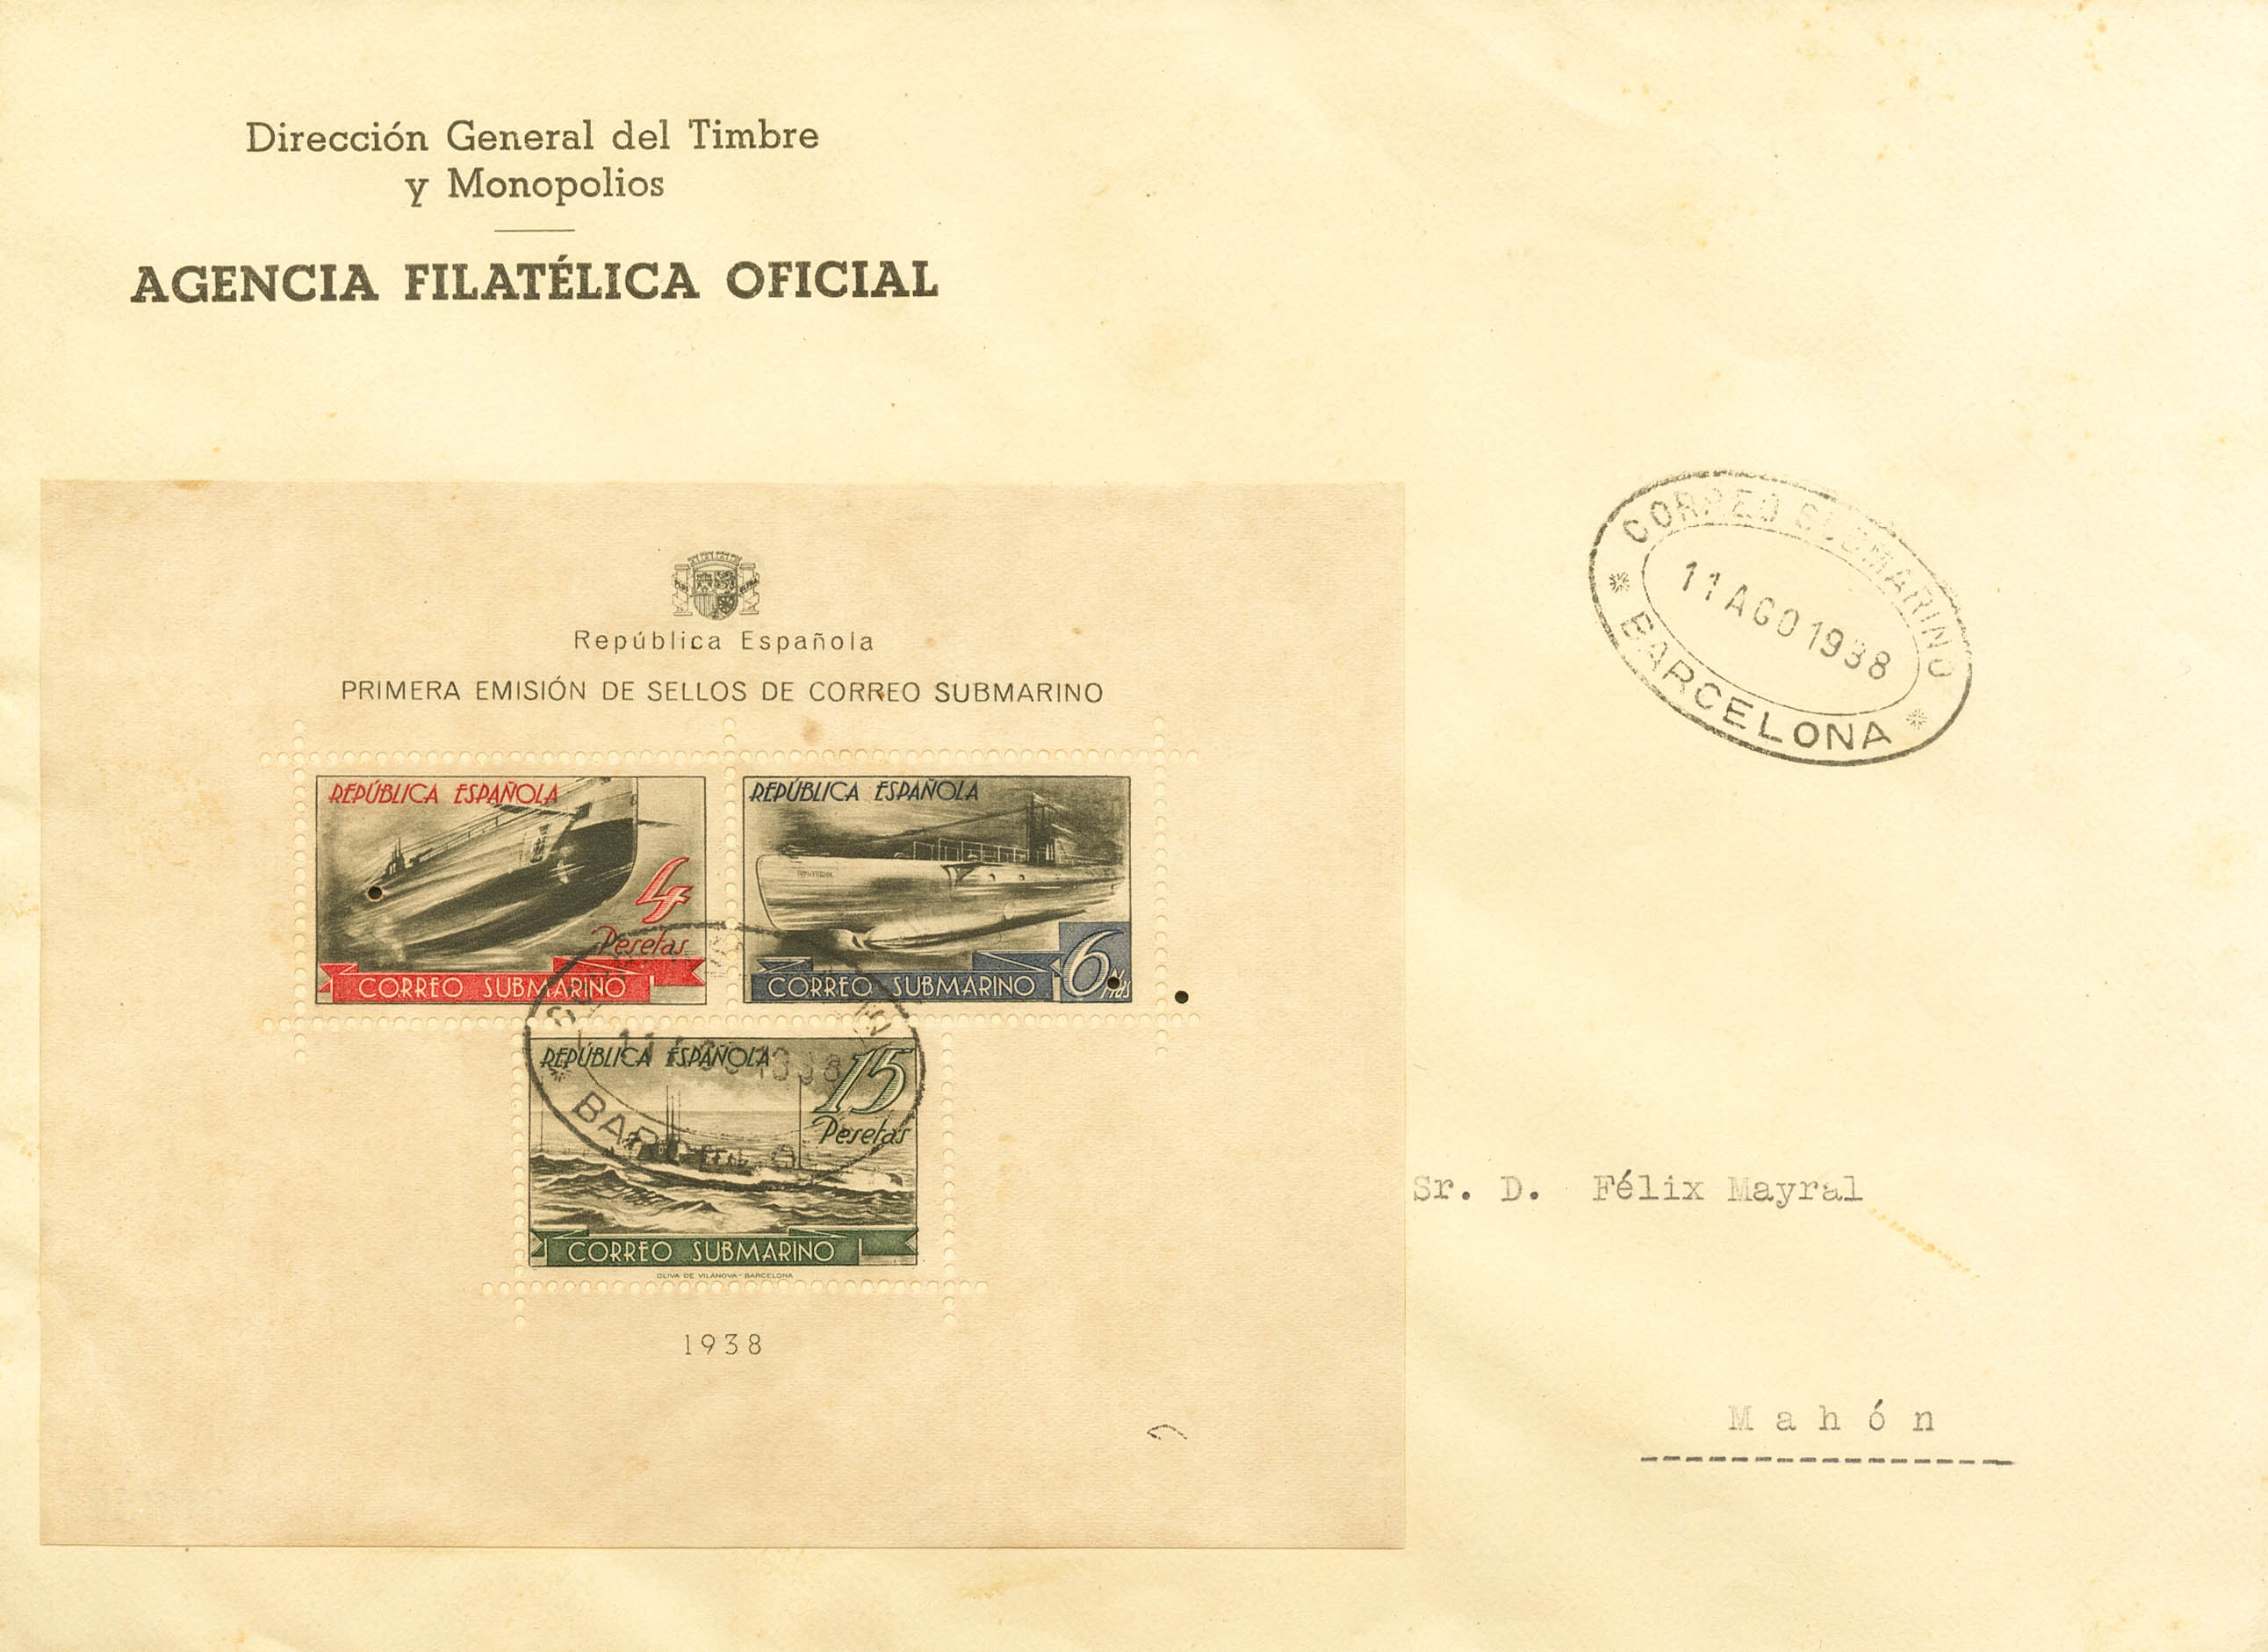 Dirección General del Timbre
y Monopolios
AGENCIA FILATÉLICA OFICIAL
República Española
PRIMERA EMISIÓN DE SELLOS DE CORREO SUBMARINO
REPÚBLICA ESPAÑOLA
4
Pesetas
CORREO SUBMARINO
REPÚBLICA ESPAÑOLA
6
Ptas
CORREO SUBMARINO
REPÚBLICA ESPAÑOLA
15
Pesetas
CORREO SUBMARINO
OLIVA DE VILANOVA-BARCELONA
1938
CORREO SUBMARINO
11 AGO 1938
BARCELONA
Sr. D. Félix Mayral
Mahón